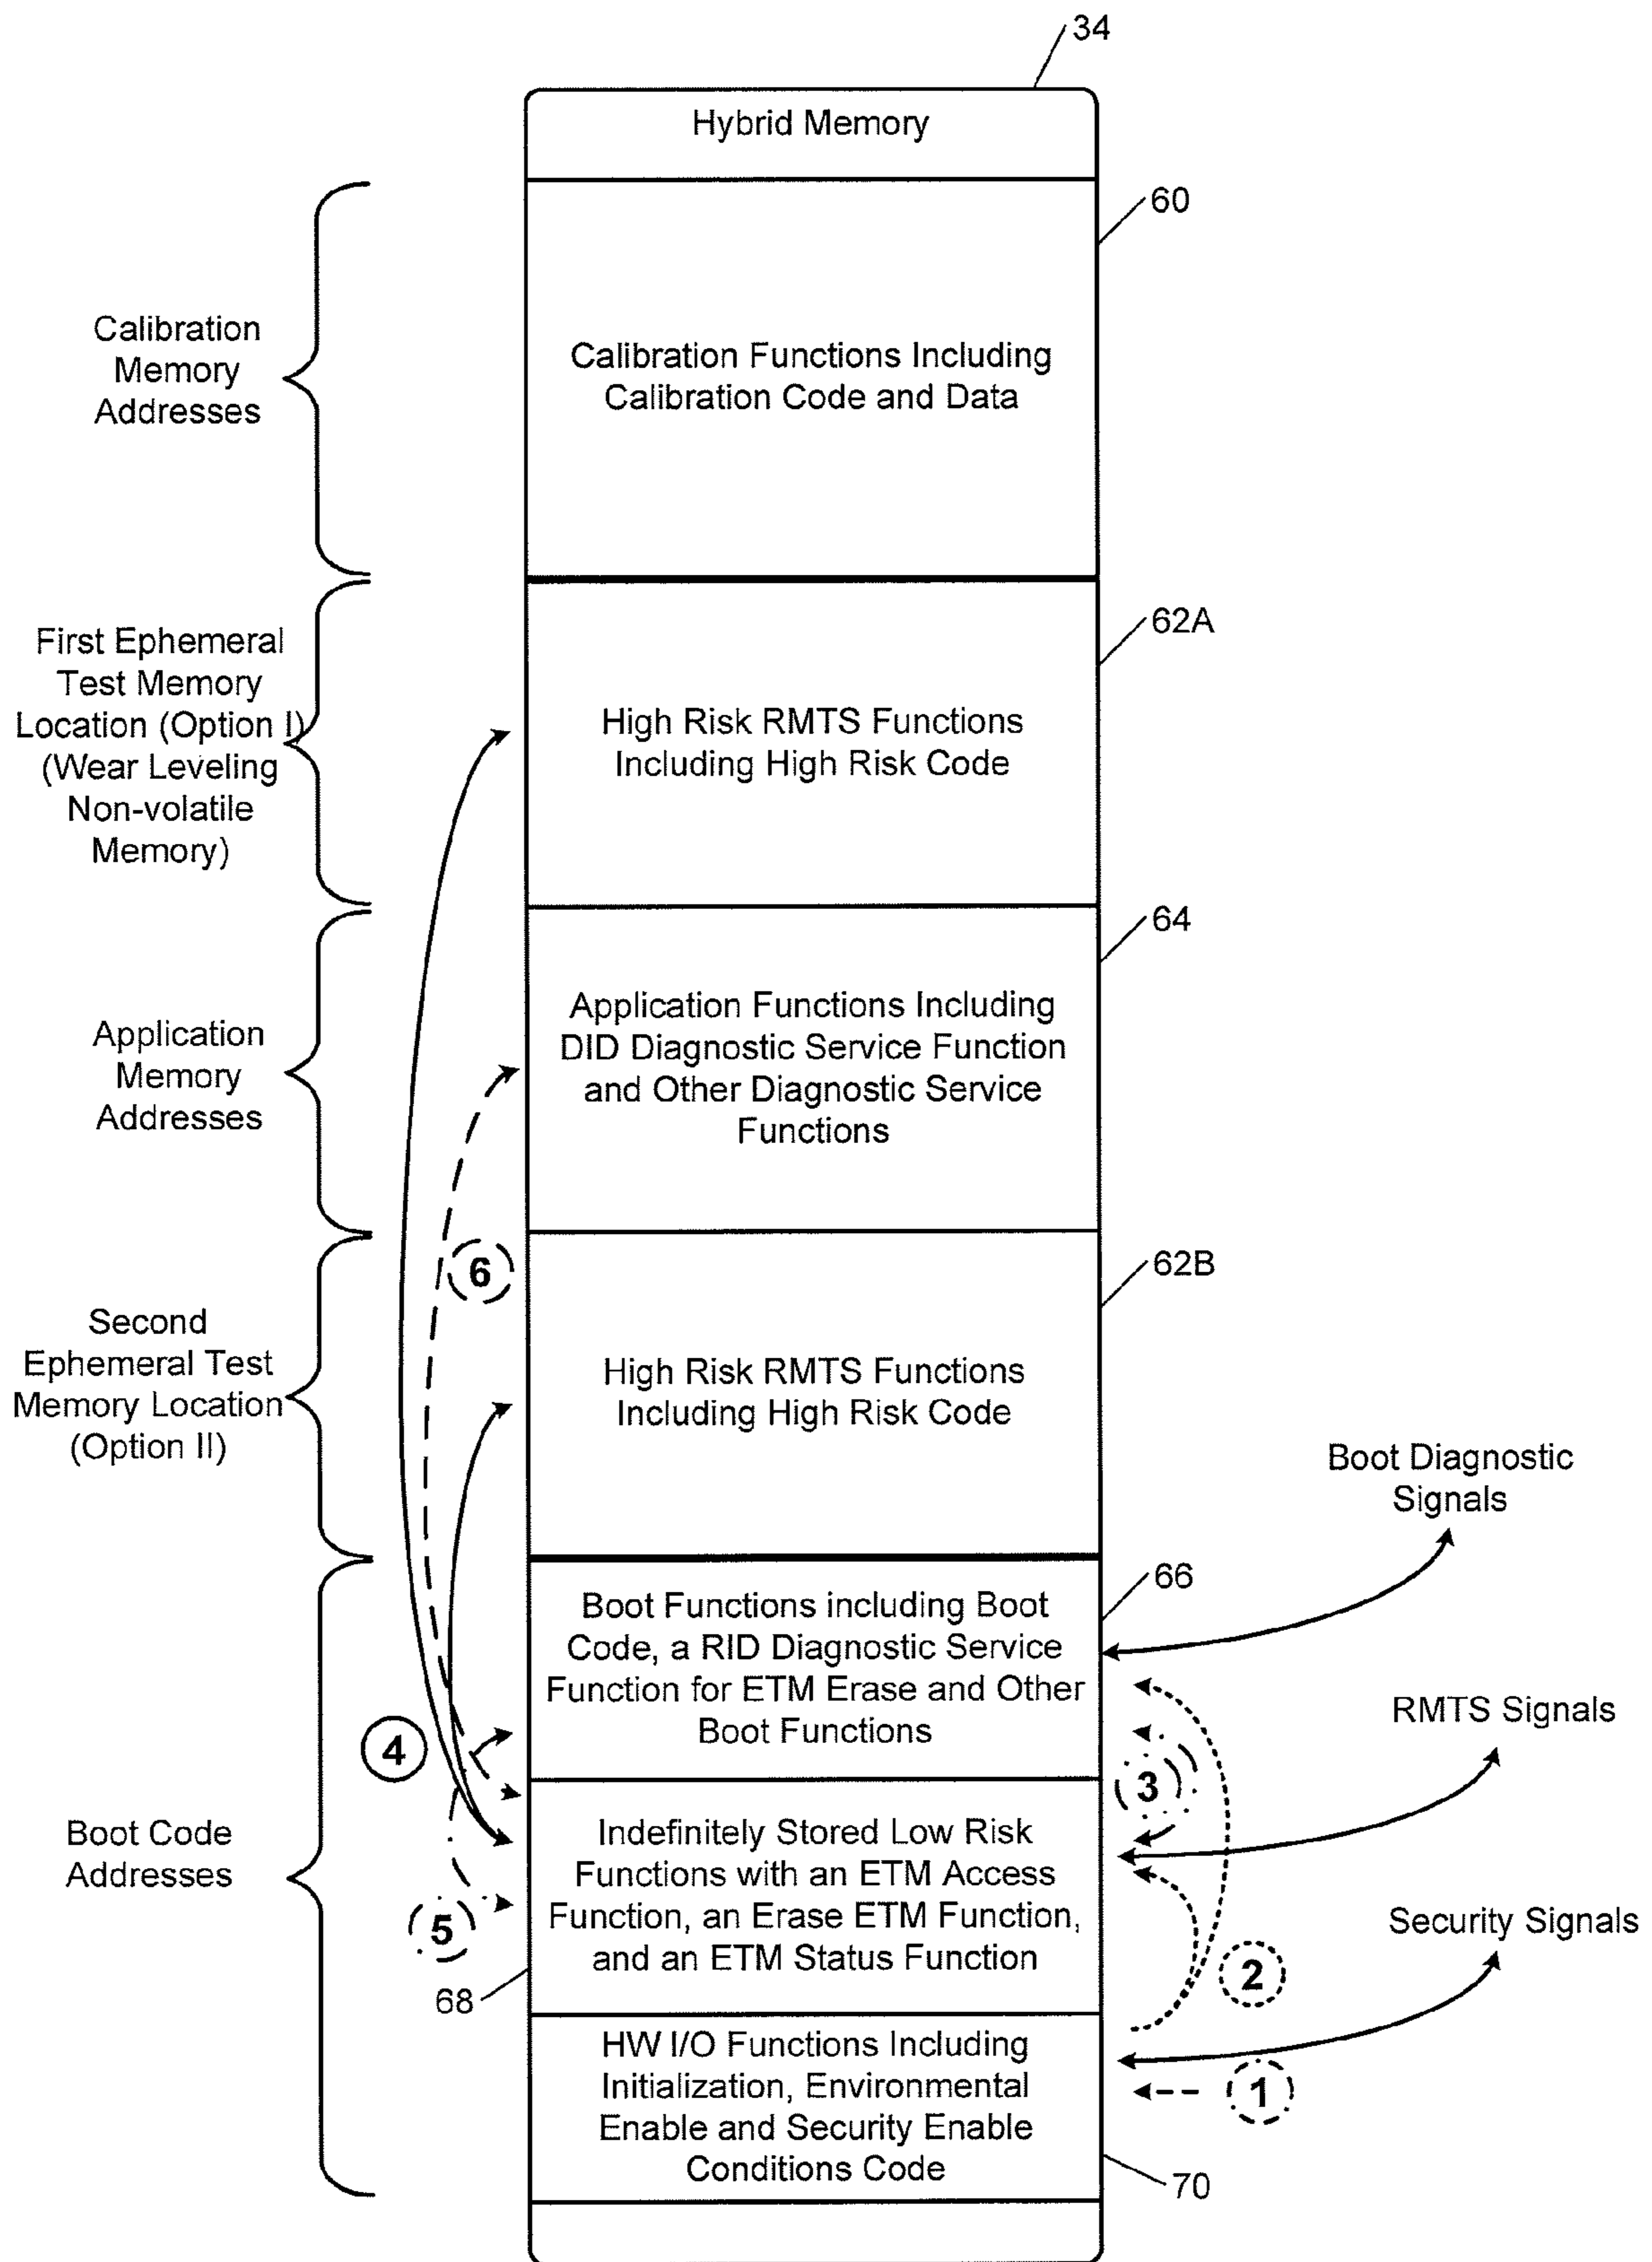 34
Hybrid Memory
60
Calibration
Memory
Addresses
Calibration Functions Including
Calibration Code and Data
62A
First Ephemeral
Test Memory
Location (Option I)
(Wear Leveling
Non-volatile
Memory)
High Risk RMTS Functions
Including High Risk Code
64
Application
Memory
Addresses
Application Functions Including
DID Diagnostic Service Function
and Other Diagnostic Service
Functions
6
62B
Second
Ephemeral Test
Memory Location
(Option II)
High Risk RMTS Functions
Including High Risk Code
Boot Diagnostic
Signals
66
Boot Functions including Boot
Code, a RID Diagnostic Service
Function for ETM Erase and Other
Boot Functions
RMTS Signals
4
3
Boot Code
Addresses
Indefinitely Stored Low Risk
Functions with an ETM Access
Function, an Erase ETM Function,
and an ETM Status Function
5
Security Signals
2
68
HW I/O Functions Including
Initialization, Environmental
Enable and Security Enable
Conditions Code
1
70